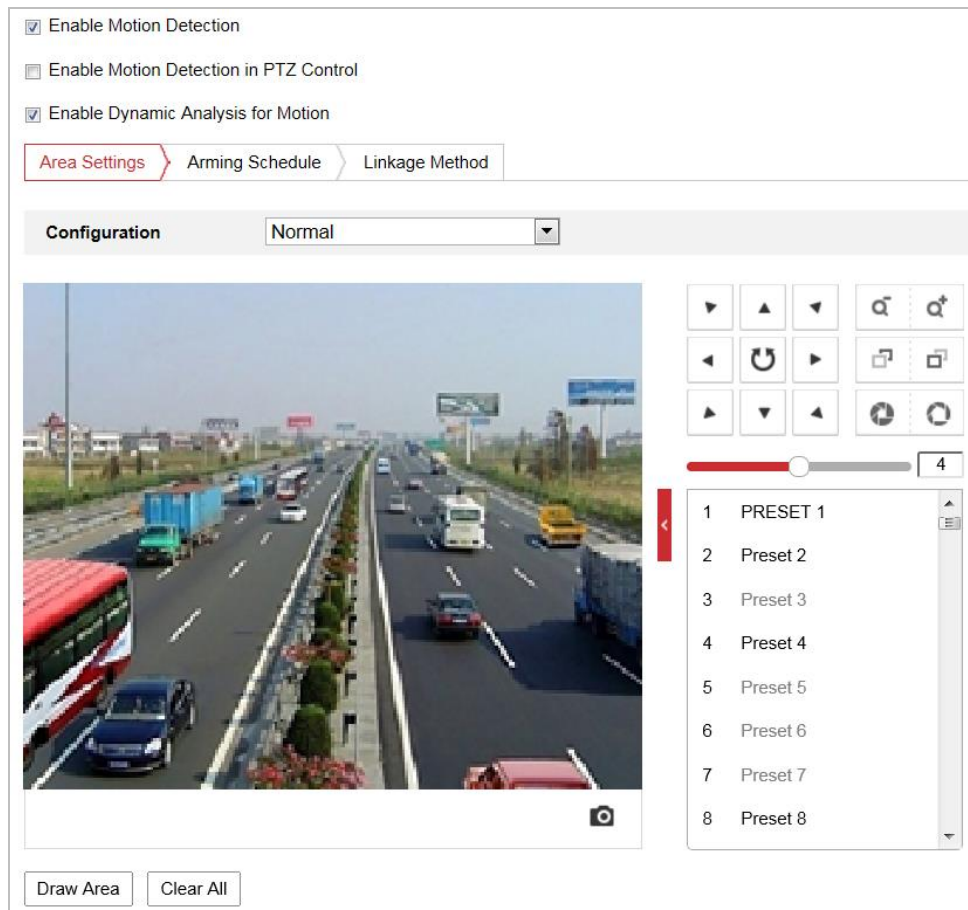 Enable Motion Detection
Enable Motion Detection in PTZ Control
Enable Dynamic Analysis for Motion
Area Settings Arming Schedule Linkage Method
Configuration Normal
4
1 PRESET 1
2 Preset 2
3 Preset 3
4 Preset 4
5 Preset 5
6 Preset 6
7 Preset 7
8 Preset 8
Draw Area Clear All